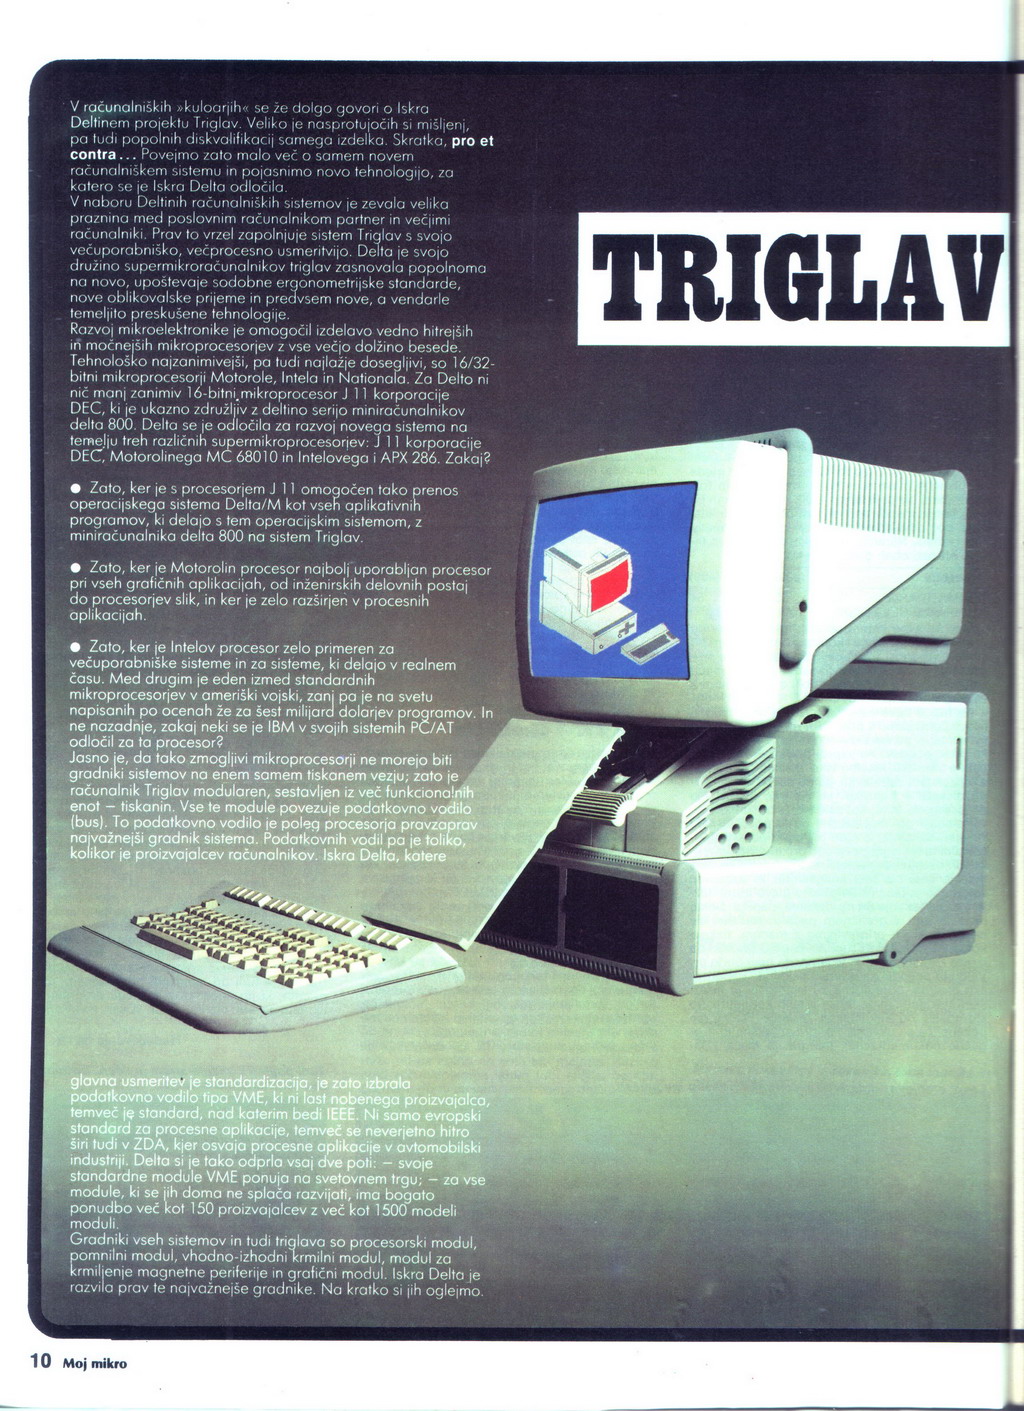 V računalniških »kuloarjih« se že dolgo govori o Iskra
Deltinem projektu Triglav. Veliko je nasprotujočih si mišljenj,
pa tudi popolnih diskvalifikacij samega izdelka. Skratka, pro et
contra... Povejmo zato malo več o samem novem
računalniškem sistemu in pojasnimo novo tehnologijo, za
katero se je Iskra Delta odločila.
V naboru Deltinih računalniških sistemov je zevala velika
praznina med poslovnim računalnikom partner in večjimi
računalniki. Prav to vrzel zapolnjuje sistem Triglav s svojo
večuporabniško, večprocesno usmeritvijo. Delta je svojo
družino supermikroračunalnikov triglav zasnovala popolnoma
na novo, upoštevaje sodobne ergonometrijske standarde,
nove oblikovalske prijeme in predvsem nove, a vendarle
temeljito preskušene tehnologije.
Razvoj mikroelektronike je omogočil izdelavo vedno hitrejših
in močnejših mikroprocesorjev z vse večjo dolžino besede.
Tehnološko najzanimivejši, pa tudi najlažje dosegljivi, so 16/32-
bitni mikroprocesorji Motorole, Intela in Nationala. Za Delto ni
nič manj zanimiv 16-bitni mikroprocesor J 11 korporacije
DEC, ki je ukazno združljiv z deltino serijo miniračunalnikov
delta 800. Delta se je odločila za razvoj novega sistema na
temelju treh različnih supermikroprocesorjev: J 11 korporacije
DEC, Motorolinega MC 68010 in Intelovega i APX 286. Zakaj?
● Zato, ker je s procesorjem J 11 omogočen tako prenos
operacijskega sistema Delta/M kot vseh aplikativnih
programov, ki delajo s tem operacijskim sistemom, z
miniračunalnika delta 800 na sistem Triglav.
● Zato, ker je Motorolin procesor najbolj uporabljan procesor
pri vseh grafičnih aplikacijah, od inženirskih delovnih postaj
do procesorjev slik, in ker je zelo razširjen v procesnih
aplikacijah.
● Zato, ker je Intelov procesor zelo primeren za
večuporabniške sisteme in za sisteme, ki delajo v realnem
času. Med drugim je eden izmed standardnih
mikroprocesorjev v ameriški vojski, zanj pa je na svetu
napisanih po ocenah že za šest milijard dolarjev programov. In
ne nazadnje, zakaj neki se je IBM v svojih sistemih PC/AT
odločil za ta procesor?
Jasno je, da tako zmogljivi mikroprocesorji ne morejo biti
gradniki sistemov na enem samem tiskanem vezju; zato je
računalnik Triglav modularen, sestavljen iz več funkcionalnih
enot — tiskanin. Vse te module povezuje podatkovno vodilo
(bus). To podatkovno vodilo je poleg procesorja pravzaprav
najvažnejši gradnik sistema. Podatkovnih vodil pa je toliko,
kolikor je proizvajalcev računalnikov. Iskra Delta, katere
glavna usmeritev je standardizacija, je zato izbrala
podatkovno vodilo tipa VME, ki ni last nobenega proizvajalca,
temveč je standard, nad katerim bedi IEEE. Ni samo evropski
standard za procesne aplikacije, temveč se neverjetno hitro
širi tudi v ZDA, kjer osvaja procesne aplikacije v avtomobilski
industriji. Delta si je tako odprla vsaj dve poti: — svoje
standardne module VME ponuja na svetovnem trgu; — za vse
module, ki se jih doma ne splača razvijati, ima bogato
ponudbo več kot 150 proizvajalcev z več kot 1500 modeli
moduli.
Gradniki vseh sistemov in tudi triglava so procesorski modul,
pomnilni modul, vhodno-izhodni krmilni modul, modul za
krmiljenje magnetne periferije in grafični modul. Iskra Delta je
razvila prav te najvažnejše gradnike. Na kratko si jih oglejmo.
TRIGLAV
10 Moj mikro